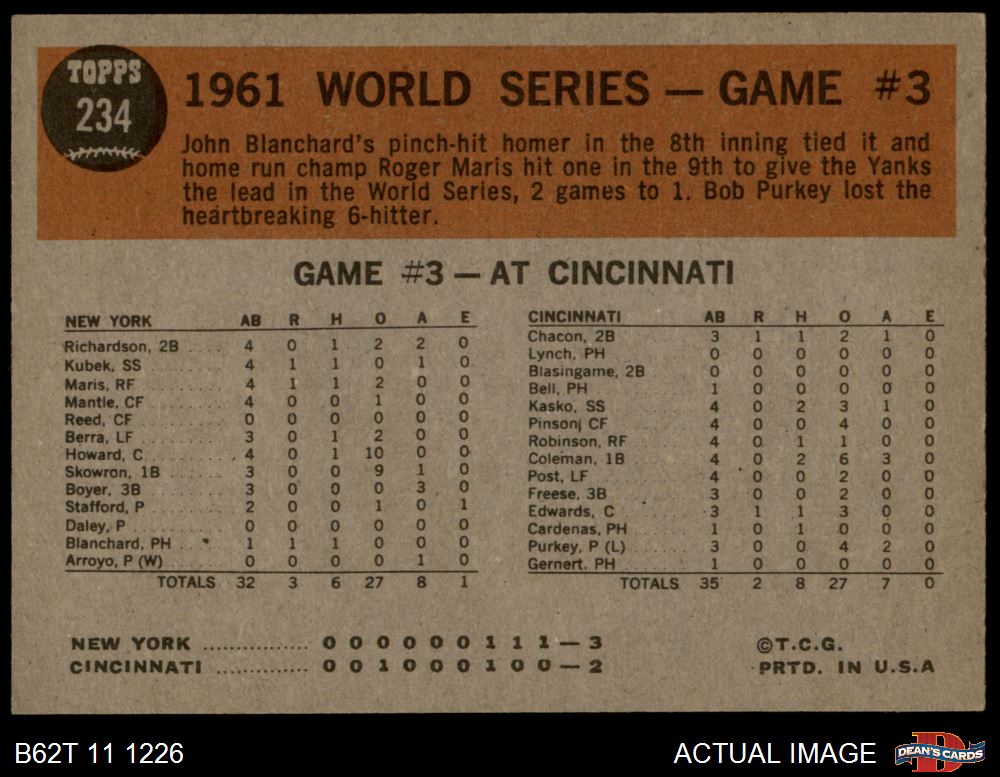 TOPPS
234
1961 WORLD SERIES — GAME #3
John Blanchard's pinch-hit homer in the 8th inning tied it and
home run champ Roger Maris hit one in the 9th to give the Yanks
the lead in the World Series, 2 games to 1. Bob Purkey lost the
heartbreaking 6-hitter.
GAME #3 — AT CINCINNATI
NEW YORK AB R H O A E
Richardson, 2B 4 0 1 2 2 0
Kubek, SS 4 1 1 0 1 0
Maris, RF 4 1 1 2 0 0
Mantle, CF 4 0 0 1 0 0
Reed, CF 0 0 0 0 0 0
Berra, LF 3 0 1 2 0 0
Howard, C 4 0 1 10 0 0
Skowron, 1B 3 0 0 9 1 0
Boyer, 3B 3 0 0 0 3 0
Stafford, P 2 0 0 1 0 1
Daley, P 0 0 0 0 0 0
Blanchard, PH 1 1 1 0 0 0
Arroyo, P (W) 0 0 0 0 1 0
TOTALS 32 3 6 27 8 1
CINCINNATI AB R H O A E
Chacon, 2B 3 1 1 2 1 0
Lynch, PH 0 0 0 0 0 0
Blasingame, 2B 0 0 0 0 0 0
Bell, PH 1 0 0 0 0 0
Kasko, SS 4 0 2 3 1 0
Pinson, CF 4 0 0 4 0 0
Robinson, RF 4 0 1 1 0 0
Coleman, 1B 4 0 2 6 3 0
Post, LF 4 0 0 2 0 0
Freese, 3B 3 0 0 2 0 0
Edwards, C 3 1 1 3 0 0
Cardenas, PH 1 0 1 0 0 0
Purkey, P (L) 3 0 0 4 2 0
Gernert, PH 1 0 0 0 0 0
TOTALS 35 2 8 27 7 0
NEW YORK ............... 0 0 0 0 0 0 1 1 1 — 3
CINCINNATI ............. 0 0 1 0 0 0 1 0 0 — 2
©T.C.G.
PRTD. IN U.S.A
B62T 11 1226
ACTUAL IMAGE
D
DEAN'S CARDS